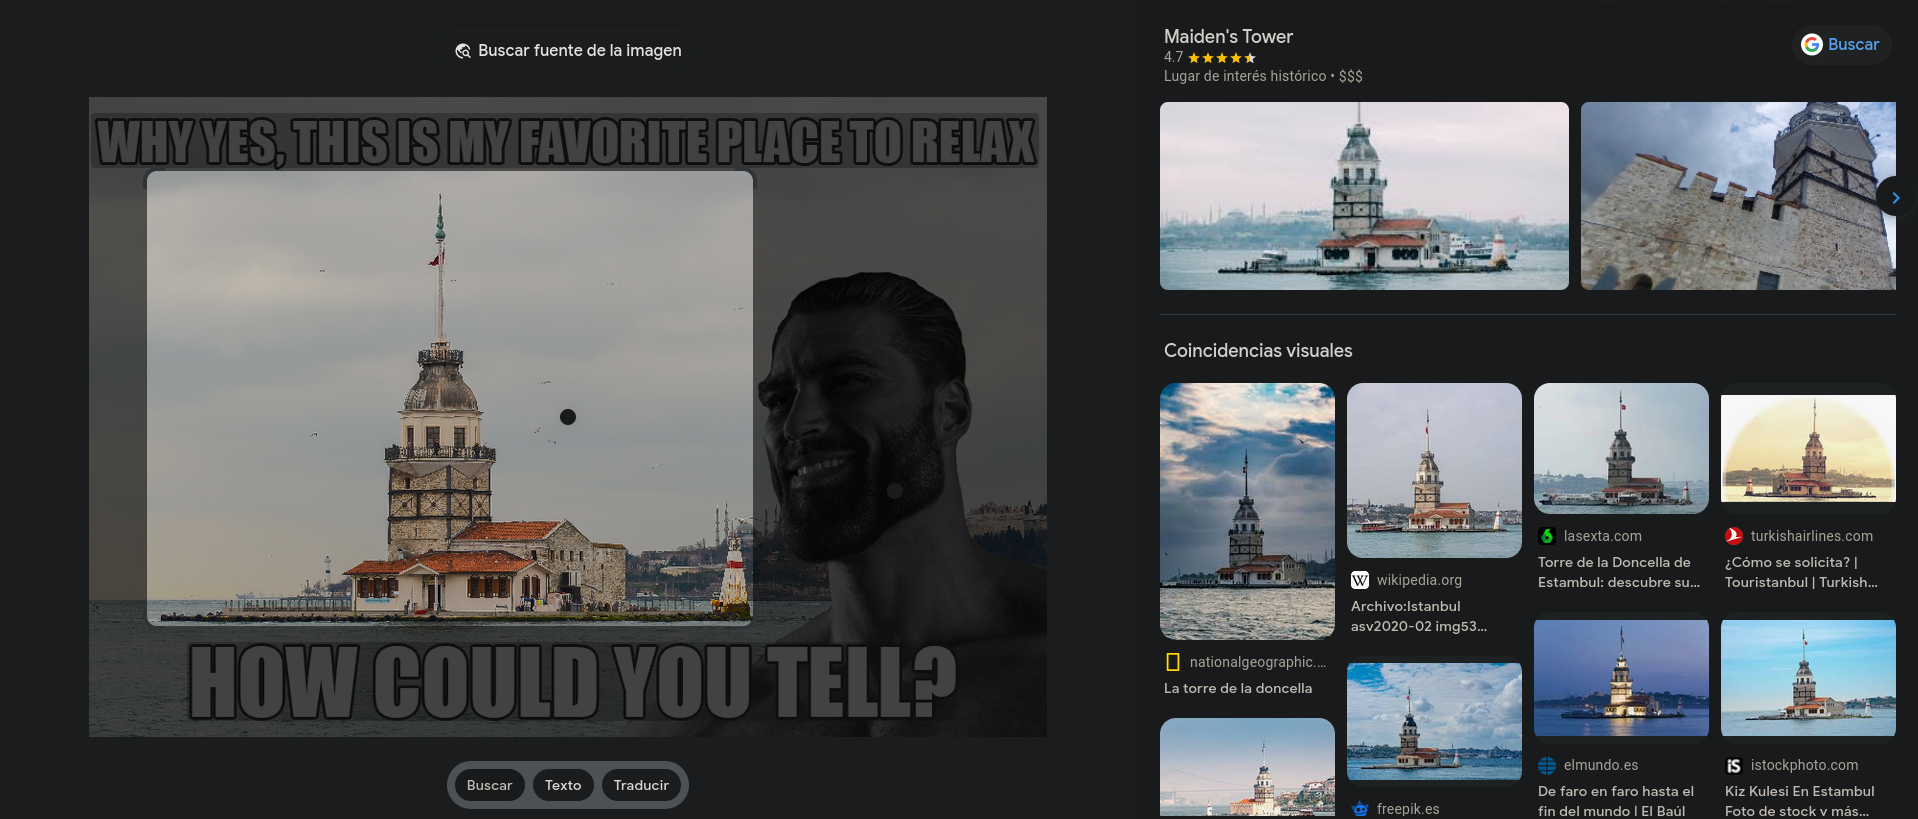 Buscar fuente de la imagen
WHY YES, THIS IS MY FAVORITE PLACE TO RELAX
HOW COULD YOU TELL?
Buscar
Texto
Traducir
Maiden's Tower
4.7
Lugar de interés histórico • $$$
Buscar
Coincidencias visuales
nationalgeographic....
La torre de la doncella
wikipedia.org
Archivo:Istanbul
asv2020-02 img53...
freepik.es
lasexta.com
Torre de la Doncella de
Estambul: descubre su...
elmundo.es
De faro en faro hasta el
fin del mundo | El Baúl
turkishairlines.com
¿Cómo se solicita? |
Touristanbul | Turkish...
istockphoto.com
Kiz Kulesi En Estambul
Foto de stock y más...